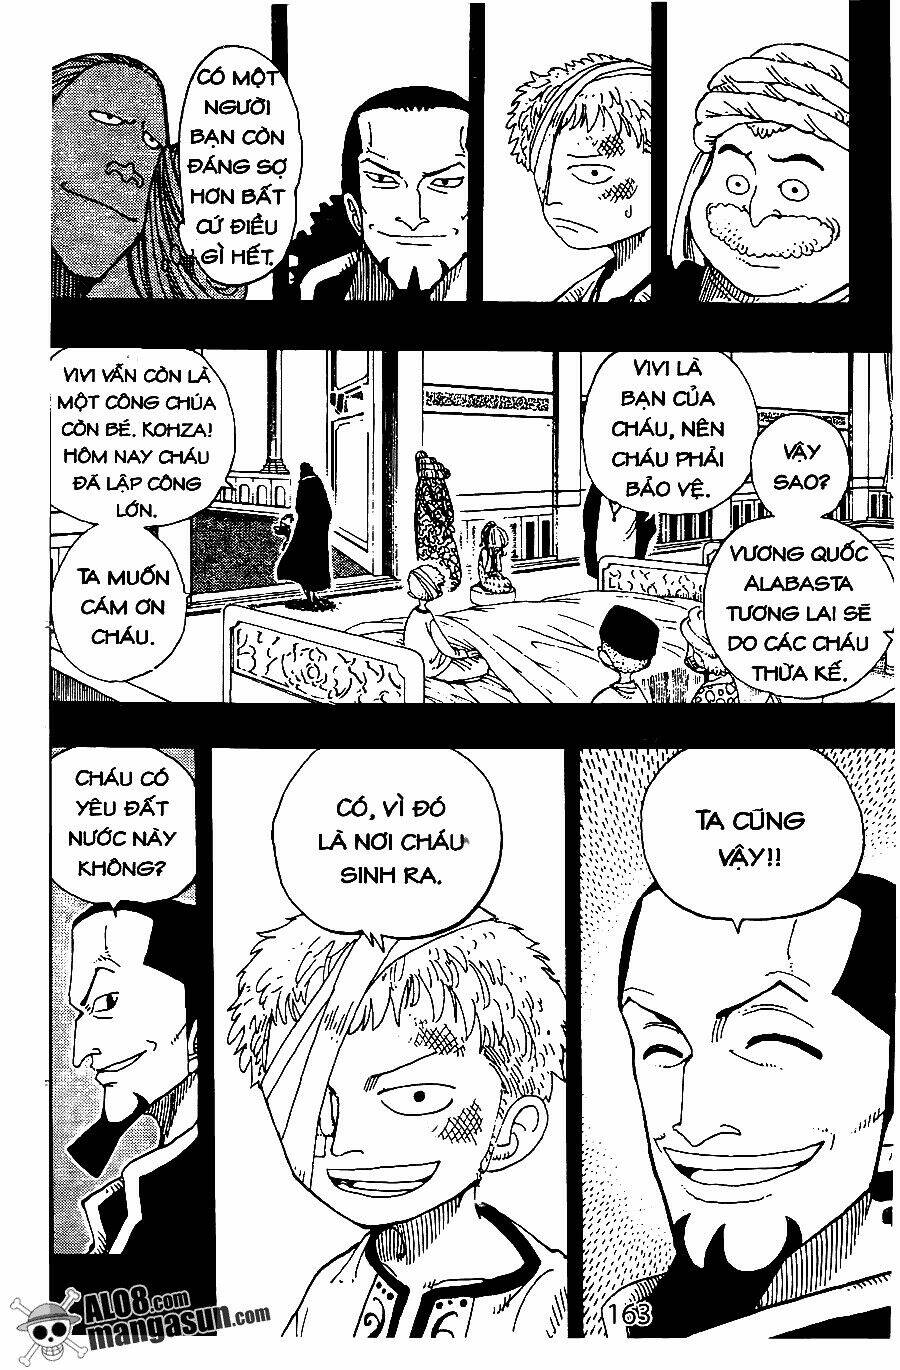 CÓ MỘT
NGƯỜI
BẠN CÒN
ĐÁNG SỢ
HƠN BẤT
CỨ ĐIỀU
GÌ HẾT.
VIVI LÀ
BẠN CỦA
CHÁU, NÊN
CHÁU PHẢI
BẢO VỆ.
VẬY
SAO?
VƯƠNG QUỐC
ALABASTA
TƯƠNG LAI SẼ
DO CÁC CHÁU
THỪA KẾ.
VIVI VẪN CÒN LÀ
MỘT CÔNG CHÚA
CÒN BÉ. KOHZA!
HÔM NAY CHÁU
ĐÃ LẬP CÔNG
LỚN.
TA MUỐN
CÁM ƠN
CHÁU.
CHÁU CÓ
YÊU ĐẤT
NƯỚC NÀY
KHÔNG?
CÓ, VÌ ĐÓ
LÀ NƠI CHÁU
SINH RA.
TA CŨNG
VẬY!!
163
ALO8.com
mangasun.com